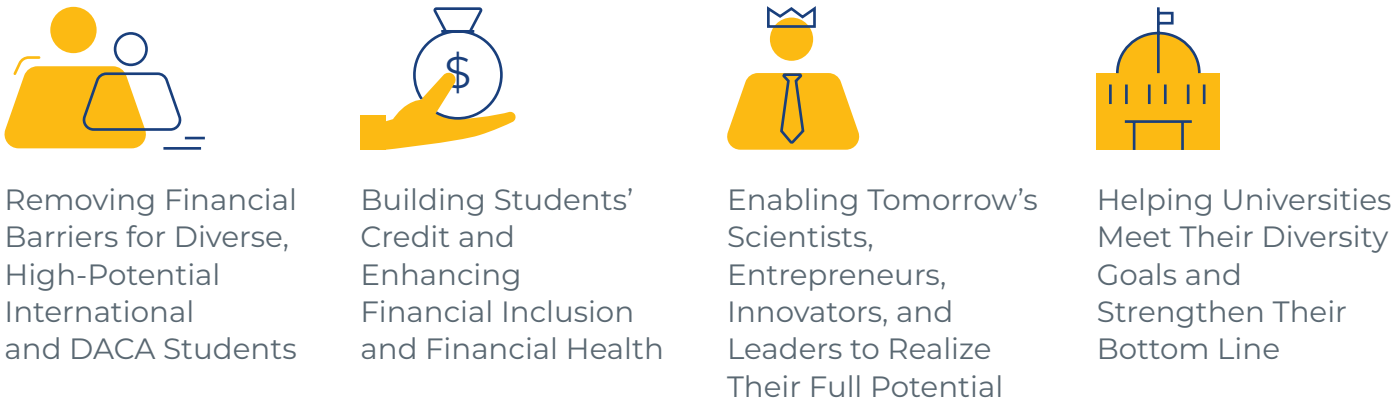 $
Removing Financial
Barriers for Diverse,
High-Potential
International
and DACA Students
Building Students’
Credit and
Enhancing
Financial Inclusion
and Financial Health
Enabling Tomorrow’s
Scientists,
Entrepreneurs,
Innovators, and
Leaders to Realize
Their Full Potential
Helping Universities
Meet Their Diversity
Goals and
Strengthen Their
Bottom Line